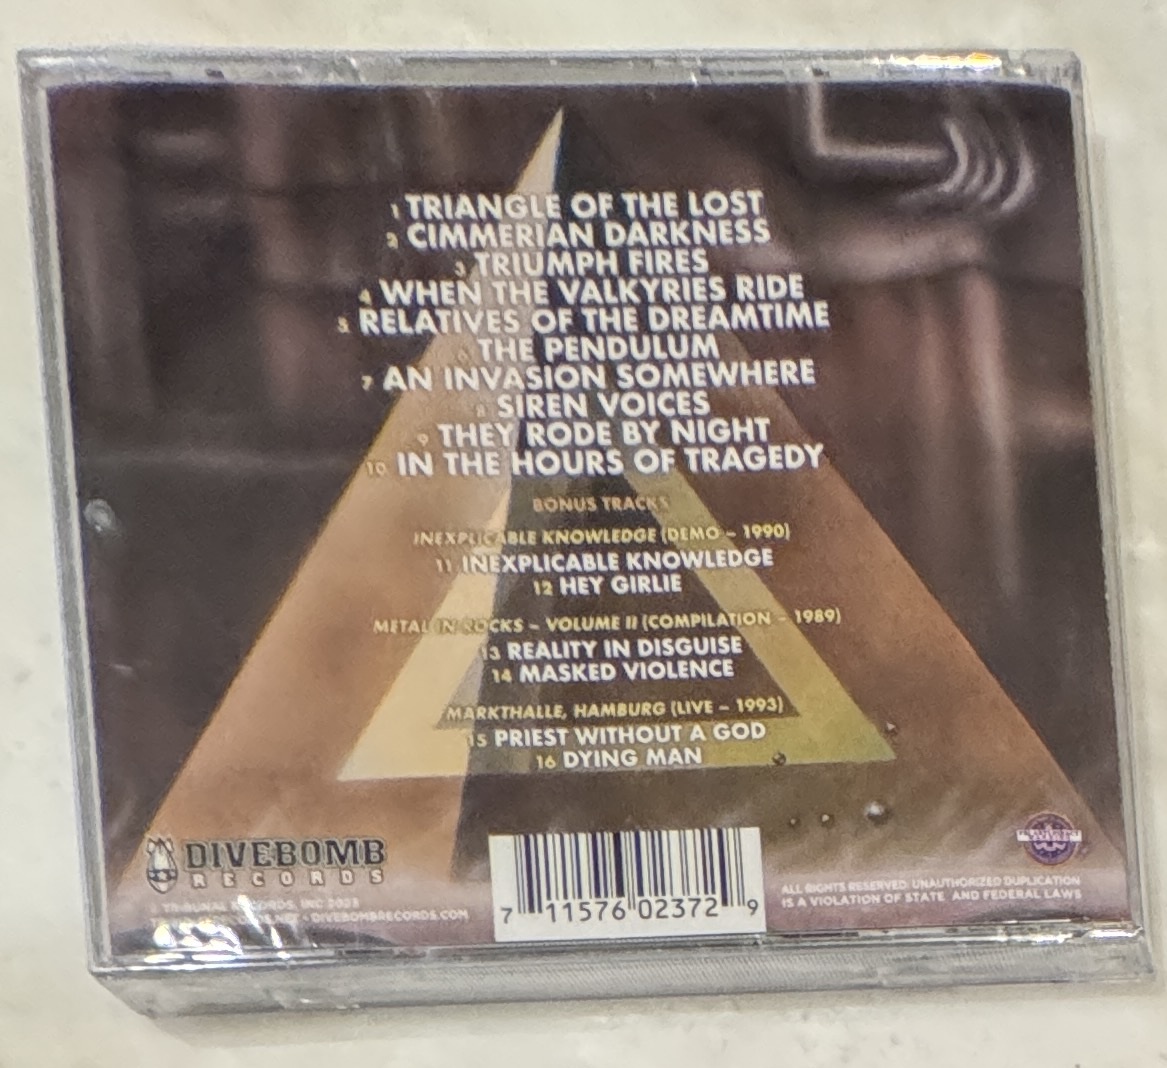 1 TRIANGLE OF THE LOST
2 CIMMERIAN DARKNESS
3 TRIUMPH FIRES
4 WHEN THE VALKYRIES RIDE
5 RELATIVES OF THE DREAMTIME
6 THE PENDULUM
7 AN INVASION SOMEWHERE
8 SIREN VOICES
9 THEY RODE BY NIGHT
10 IN THE HOURS OF TRAGEDY
BONUS TRACKS
INEXPLICABLE KNOWLEDGE (DEMO – 1990)
11 INEXPLICABLE KNOWLEDGE
12 HEY GIRLIE
METAL IN ROCKS – VOLUME II (COMPILATION – 1989)
13 REALITY IN DISGUISE
14 MASKED VIOLENCE
MARKTHALLE, HAMBURG (LIVE – 1993)
15 PRIEST WITHOUT A GOD
16 DYING MAN
DIVEBOMB
RECORDS
TRIBUNAL RECORDS, INC 2023
• DIVEBOMBRECORDS.COM
7 11576 02372 9
ALL RIGHTS RESERVED. UNAUTHORIZED DUPLICATION
IS A VIOLATION OF STATE AND FEDERAL LAWS